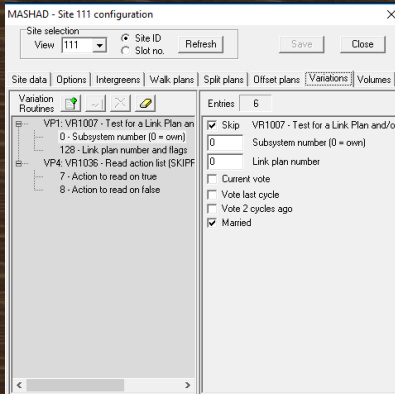 MASHAD - Site 111 configuration
Site selection
View 111 Site ID
Slot no. Refresh Save Close
Site data Options Intergreens Walk plans Split plans Offset plans Variations Volumes
Variation
Routines Entries 6
VP1: VR1007 - Test for a Link Plan an
0 - Subsystem number (0 = own)
128 - Link plan number and flags
VP4: VR1036 - Read action list (SKIPF
7 - Action to read on true
8 - Action to read on false
Skip VR1007 - Test for a Link Plan and/o
0 Subsystem number (0 = own)
0 Link plan number
Current vote
Vote last cycle
Vote 2 cycles ago
Married